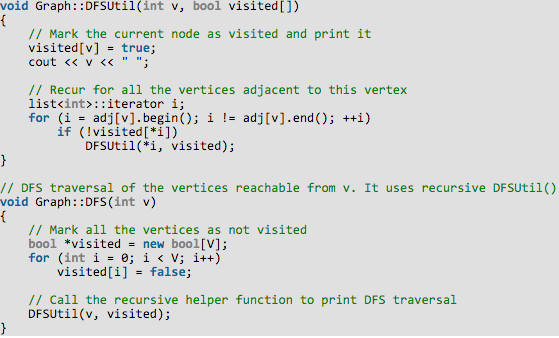 void Graph::DFSUtil(int v, bool visited[])
{
    // Mark the current node as visited and print it
    visited[v] = true;
    cout << v << " ";

    // Recur for all the vertices adjacent to this vertex
    list<int>::iterator i;
    for (i = adj[v].begin(); i != adj[v].end(); ++i)
        if (!visited[*i])
            DFSUtil(*i, visited);
}

// DFS traversal of the vertices reachable from v. It uses recursive DFSUtil()
void Graph::DFS(int v)
{
    // Mark all the vertices as not visited
    bool *visited = new bool[V];
    for (int i = 0; i < V; i++)
        visited[i] = false;

    // Call the recursive helper function to print DFS traversal
    DFSUtil(v, visited);
}